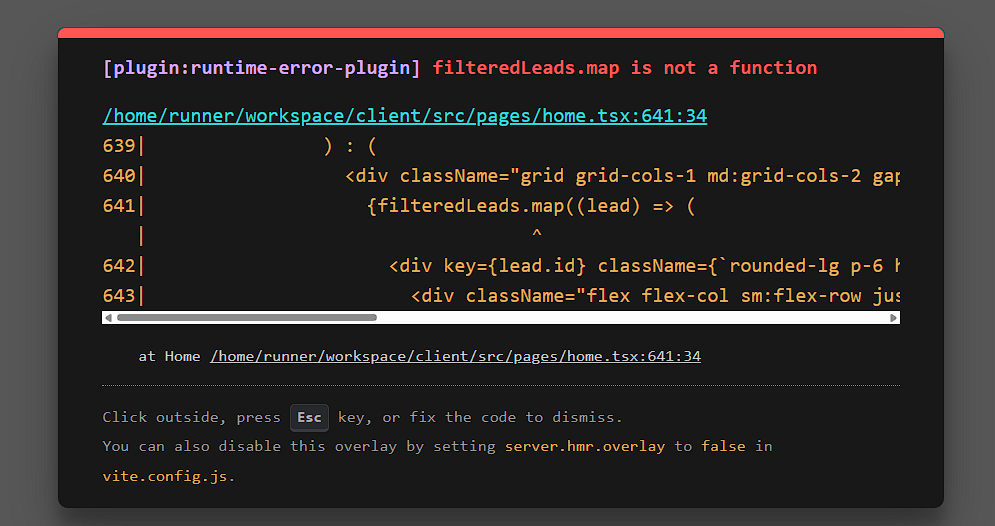 [plugin:runtime-error-plugin] filteredLeads.map is not a function
/home/runner/workspace/client/src/pages/home.tsx:641:34
639|                ) : (
640|                  <div className="grid grid-cols-1 md:grid-cols-2 gap
641|                    {filteredLeads.map((lead) => (
   |                                   ^
642|                      <div key={lead.id} className={`rounded-lg p-6 h
643|                        <div className="flex flex-col sm:flex-row jus
at Home /home/runner/workspace/client/src/pages/home.tsx:641:34
Click outside, press Esc key, or fix the code to dismiss.
You can also disable this overlay by setting server.hmr.overlay to false in
vite.config.js.